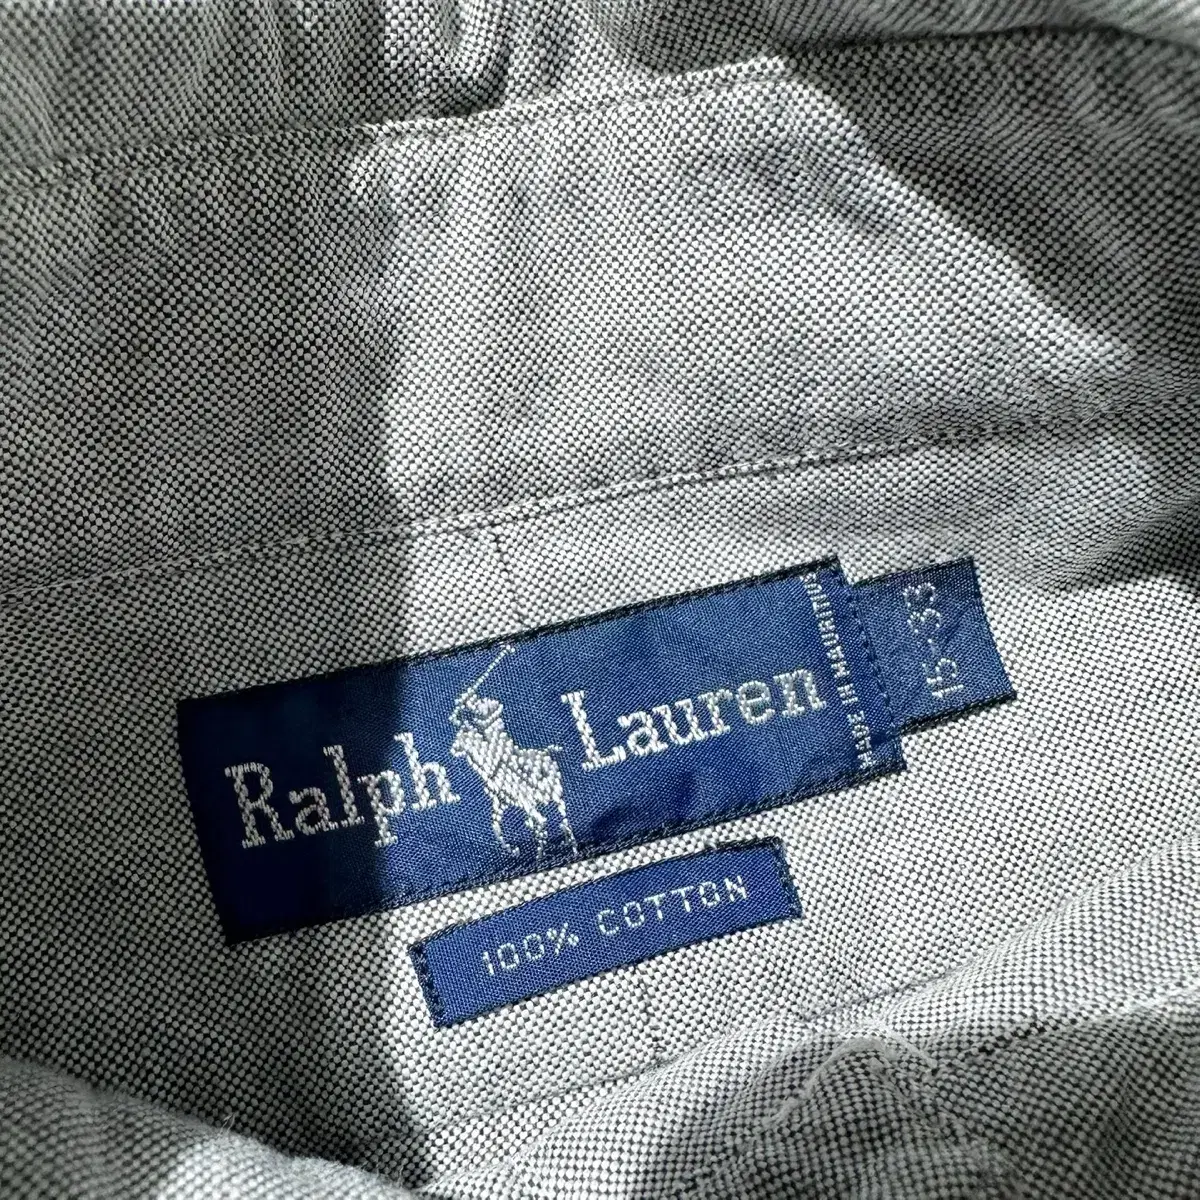 Ralph Lauren
MADE IN MAURITIUS
15-33
100% COTTON